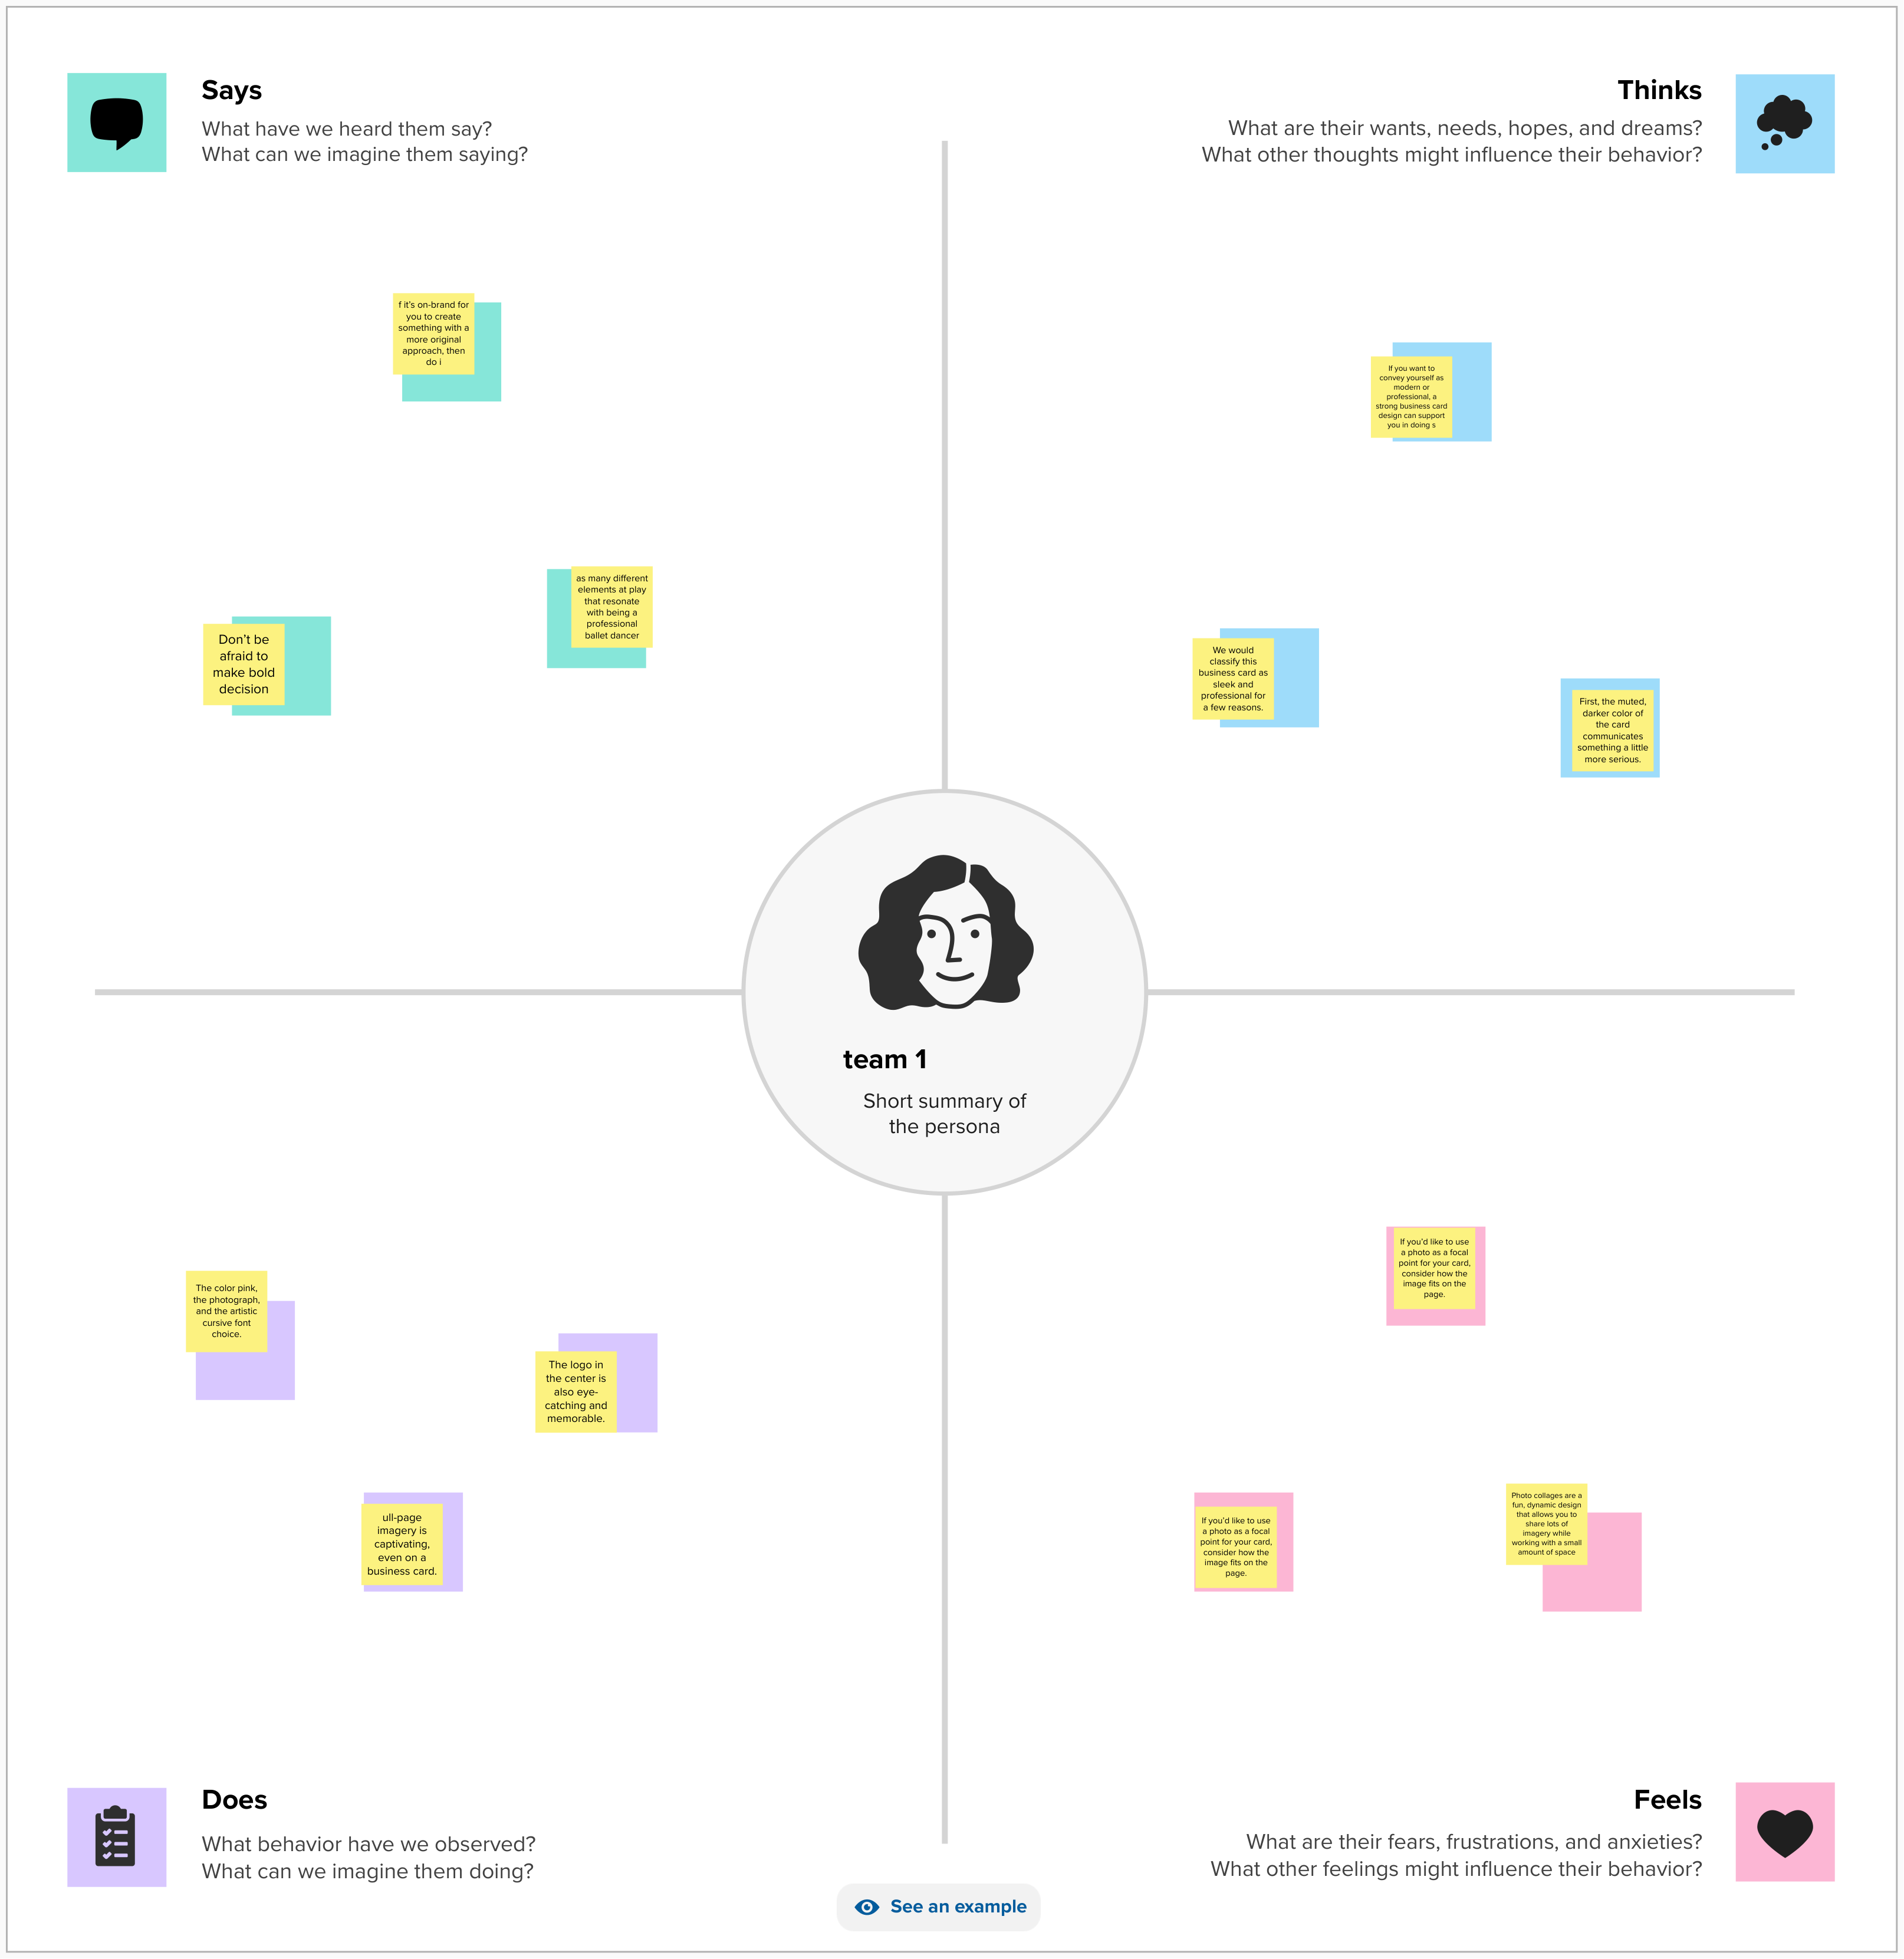 Says
What have we heard them say?
What can we imagine them saying?
Thinks
What are their wants, needs, hopes, and dreams?
What other thoughts might influence their behavior?
f it's on-brand for
you to create
something with a
more original
approach, then
do i
Don't be
afraid to
make bold
decision
as many different
elements at play
that resonate
with being a
professional
ballet dancer
If you want to
convey yourself as
modern or
professional, a
strong business card
design can support
you in doing s
We would
classify this
business card as
sleek and
professional for
a few reasons.
First, the muted,
darker color of
the card
communicates
something a little
more serious.
team 1
Short summary of
the persona
The color pink,
the photograph,
and the artistic
cursive font
choice.
The logo in
the center is
also eye-
catching and
memorable.
ull-page
imagery is
captivating,
even on a
business card.
If you'd like to use
a photo as a focal
point for your card,
consider how the
image fits on the
page.
If you'd like to use
a photo as a focal
point for your card,
consider how the
image fits on the
page.
Photo collages are a
fun, dynamic design
that allows you to
share lots of
imagery while
working with a small
amount of space
Does
What behavior have we observed?
What can we imagine them doing?
Feels
What are their fears, frustrations, and anxieties?
What other feelings might influence their behavior?
See an example